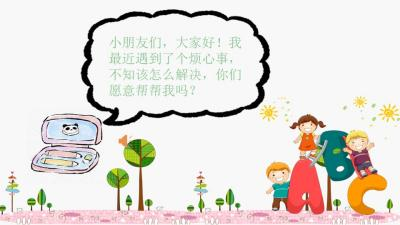 小朋友们，大家好！我
最近遇到了个烦心事，
不知该怎么解决，你们
愿意帮帮我吗？
ABC